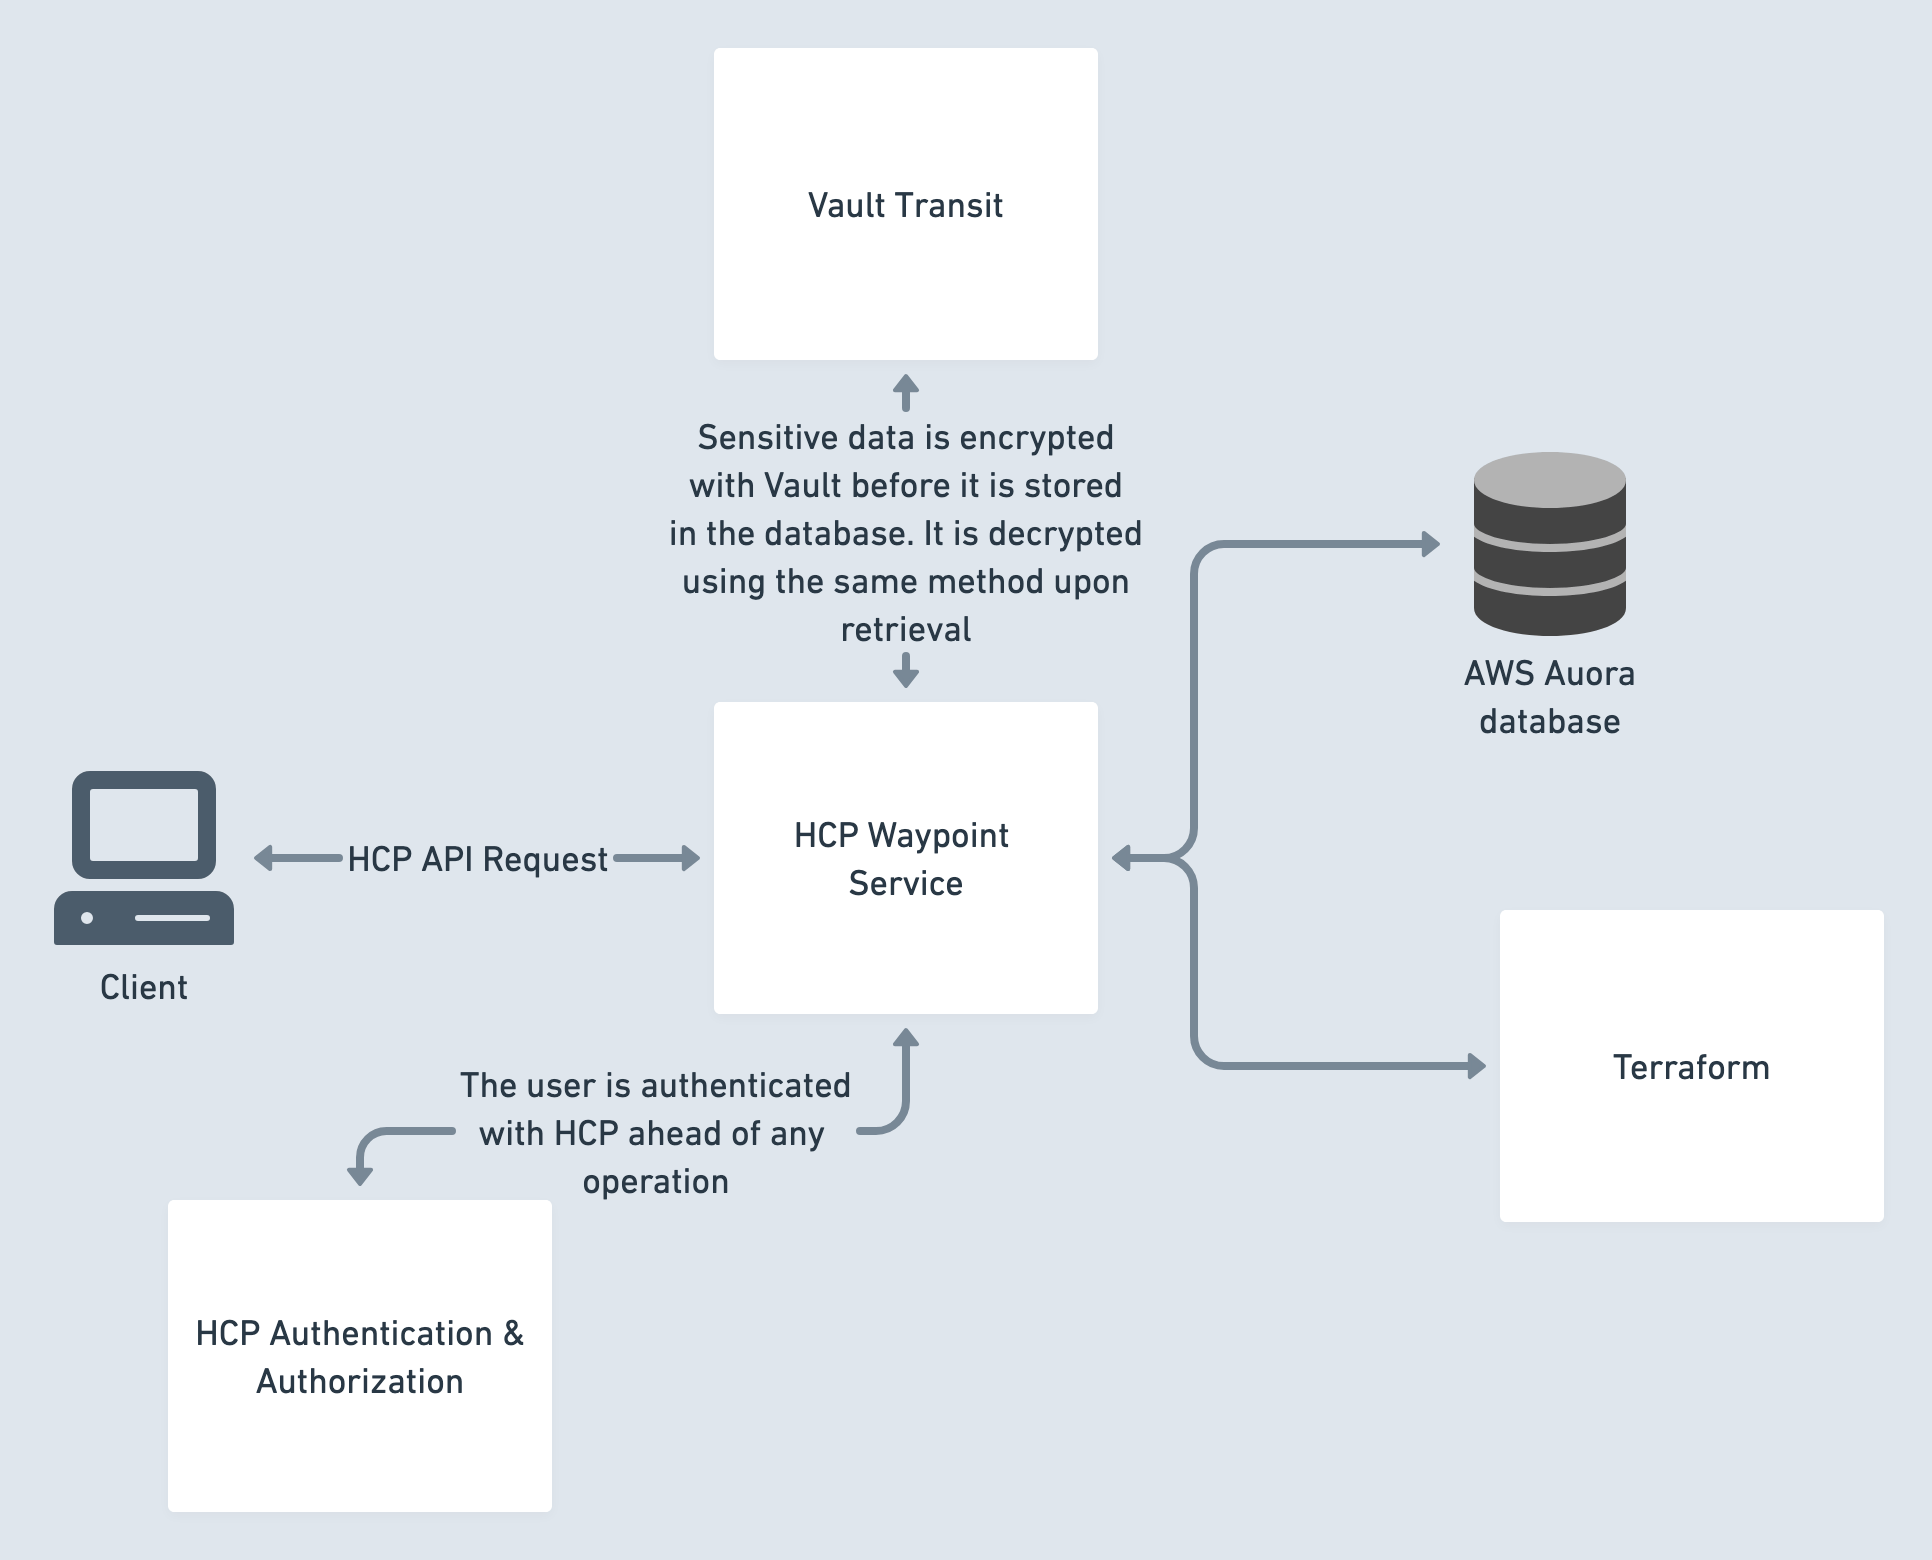 Vault Transit
Sensitive data is encrypted
with Vault before it is stored
in the database. It is decrypted
using the same method upon
retrieval
AWS Auora
database
HCP Waypoint
Service
HCP API Request
Client
Terraform
The user is authenticated
with HCP ahead of any
operation
HCP Authentication &
Authorization